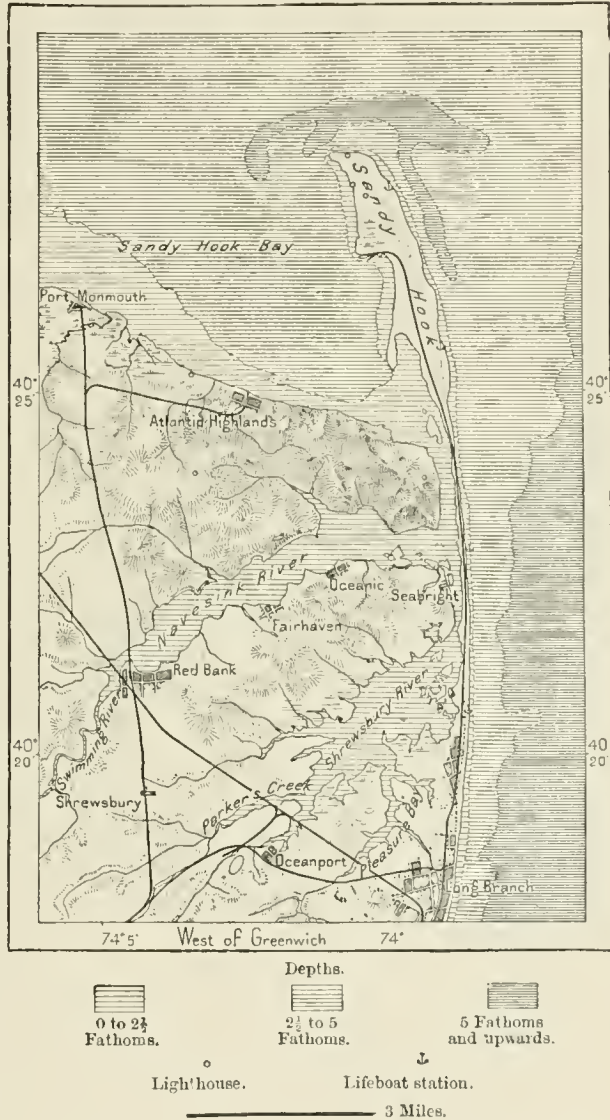 Sandy Hook
Sandy Hook Bay
Port Monmouth
40°
25'
40°
25'
Atlantic Highlands
Navesink River
Oceanic
Seabright
Fairhaven
Red Bank
Swimming River
Shrewsbury River
40°
20'
40°
20'
Shrewsbury
Parker's Creek
Oceanport
Pleasure Bay
Long Branch
74°5'
West of Greenwich
74°
Depths.
0 to 2½
Fathoms.
2½ to 5
Fathoms.
5 Fathoms
and upwards.
Lighthouse.
Lifeboat station.
3 Miles.